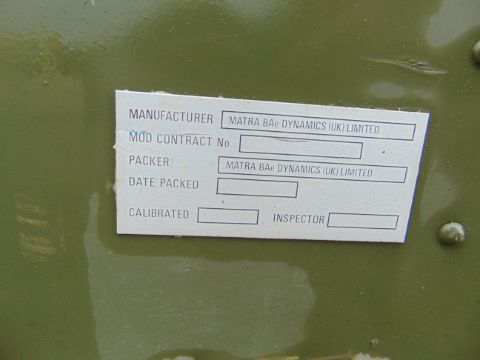 MANUFACTURER MATRA BAe DYNAMICS (UK) LIMITED
MOD CONTRACT No.
PACKER MATRA BAe DYNAMICS (UK) LIMITED
DATE PACKED
CALIBRATED INSPECTOR